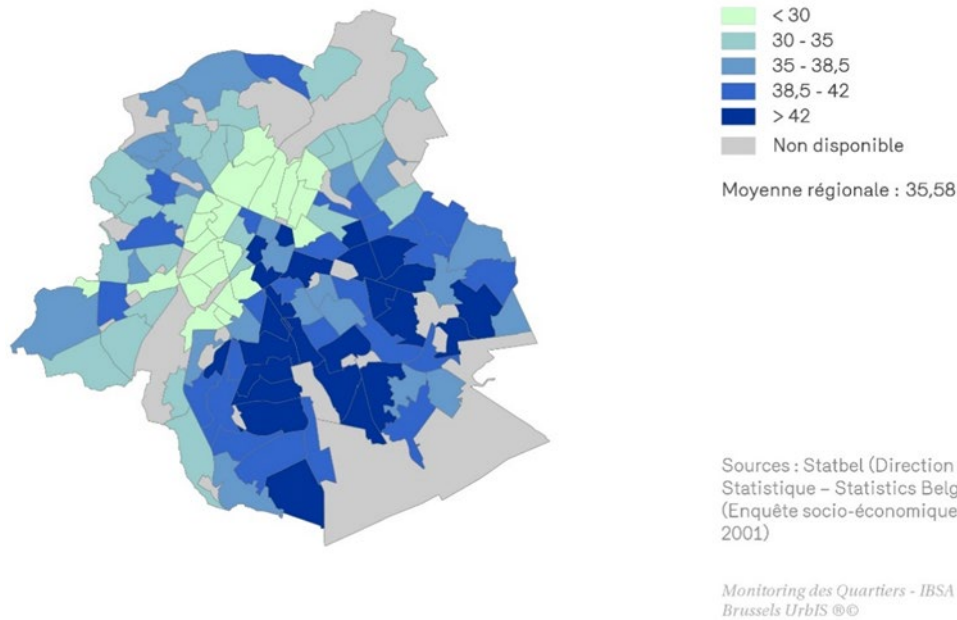 < 30
30 - 35
35 - 38,5
38,5 - 42
> 42
Non disponible
Moyenne régionale : 35,58
Sources : Statbel (Direction
Statistique – Statistics Belg
(Enquête socio-économique
2001)
Monitoring des Quartiers - IBSA
Brussels UrbIS ®©